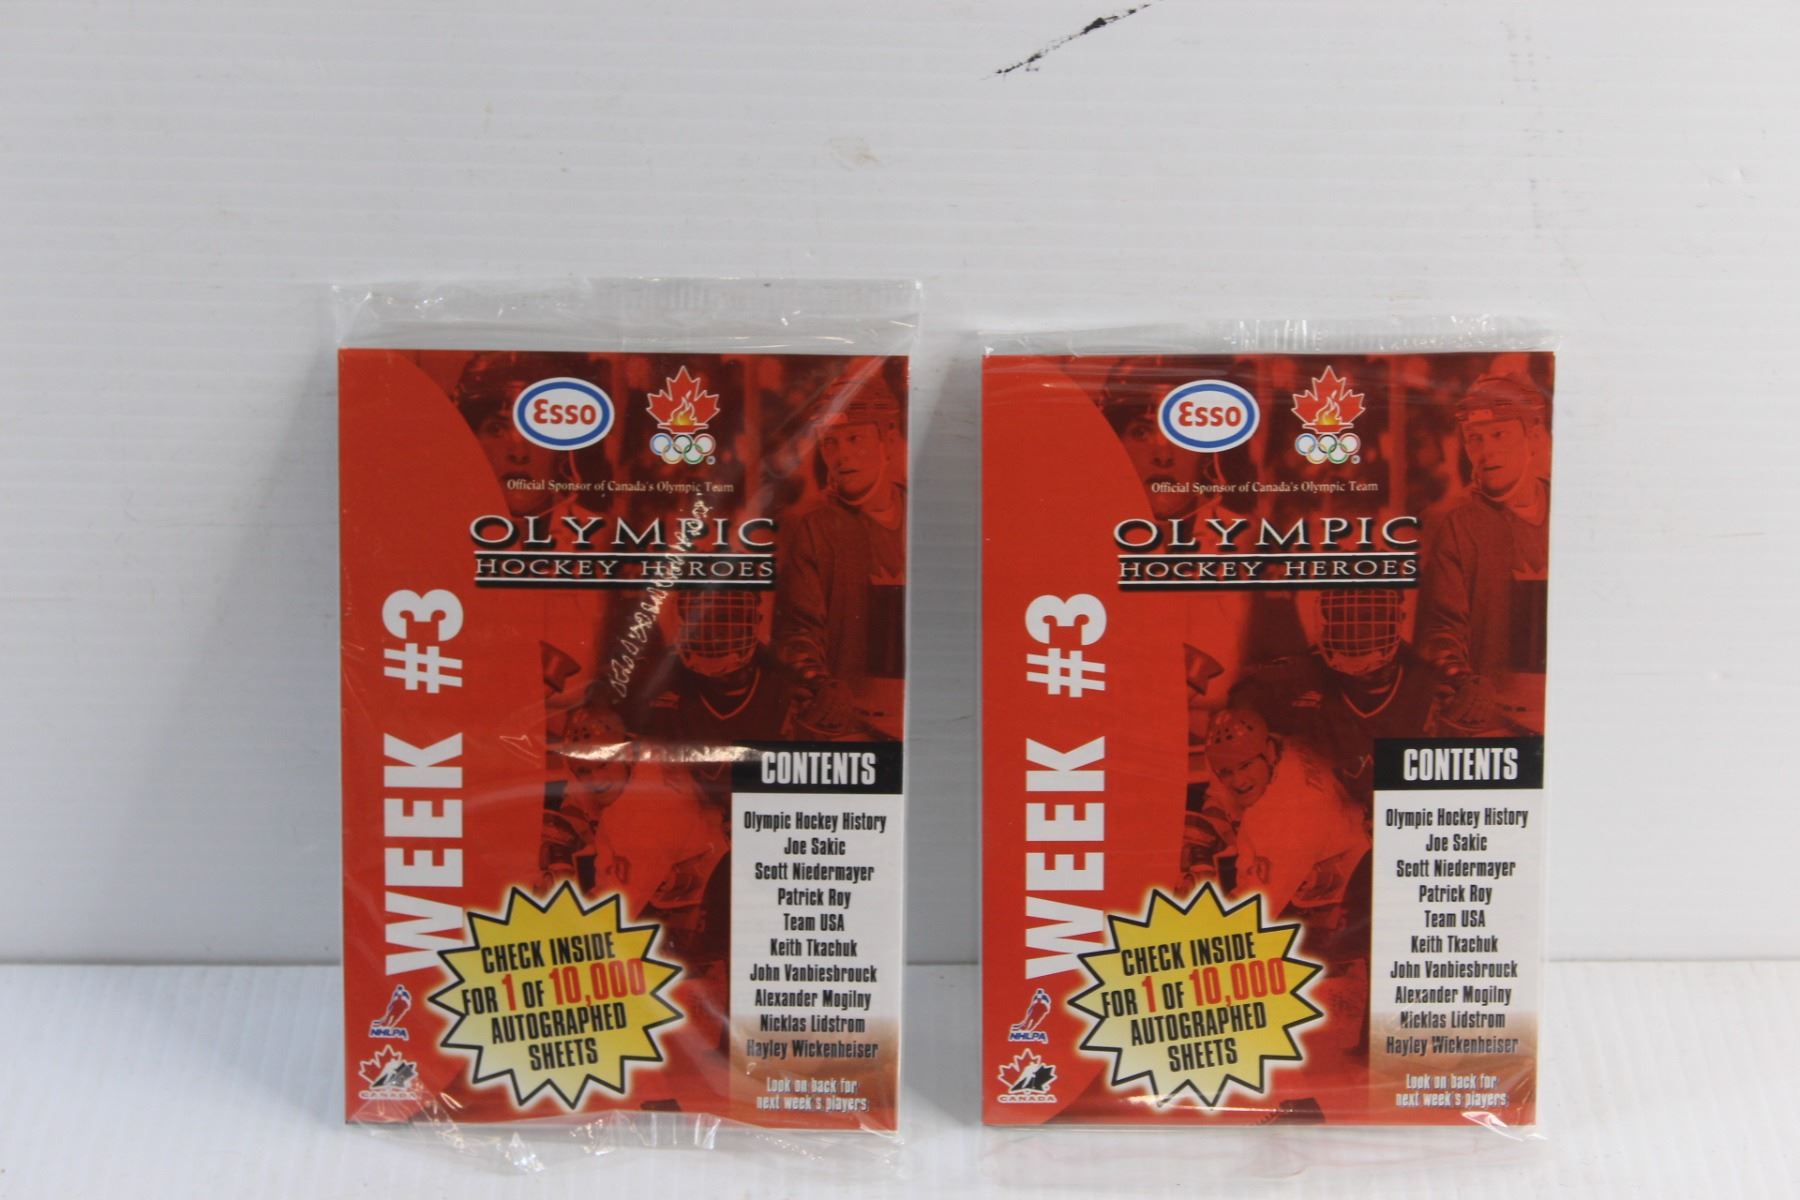 Esso
Official Sponsor of Canada's Olympic Team
OLYMPIC
HOCKEY HEROES
WEEK #3
CONTENTS
Olympic Hockey History
Joe Sakic
Scott Niedermayer
Patrick Roy
Team USA
Keith Tkachuk
John Vanbiesbrouck
Alexander Mogilny
Nicklas Lidstrom
Hayley Wickenheiser
Look on back for
next week's players
CHECK INSIDE
FOR 1 OF 10,000
AUTOGRAPHED
SHEETS
NHLPA
CANADA
Esso
Official Sponsor of Canada's Olympic Team
OLYMPIC
HOCKEY HEROES
WEEK #3
CONTENTS
Olympic Hockey History
Joe Sakic
Scott Niedermayer
Patrick Roy
Team USA
Keith Tkachuk
John Vanbiesbrouck
Alexander Mogilny
Nicklas Lidstrom
Hayley Wickenheiser
Look on back for
next week's players
CHECK INSIDE
FOR 1 OF 10,000
AUTOGRAPHED
SHEETS
NHLPA
CANADA